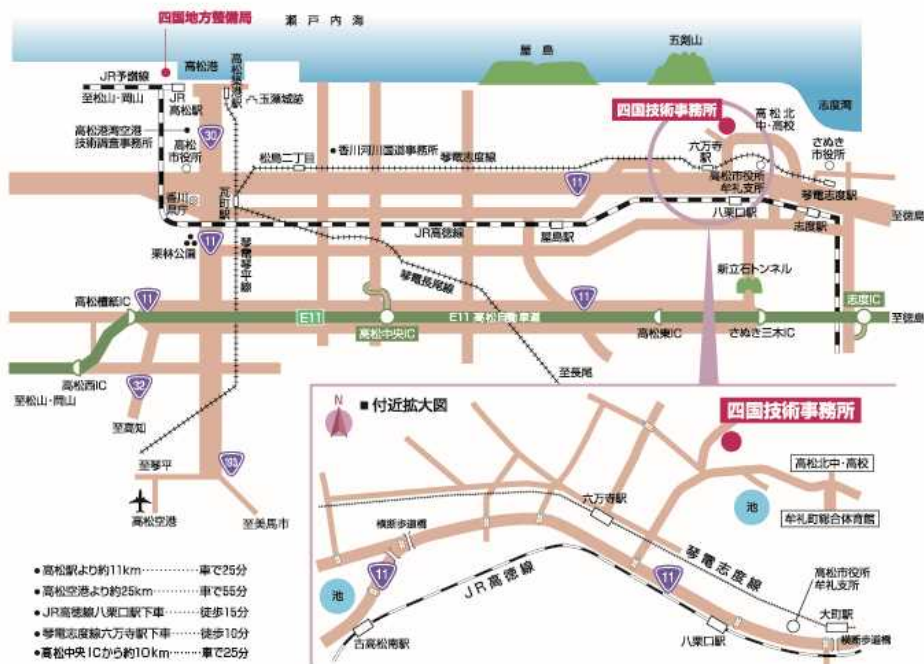 四国地方整備局
瀬戸内海
屋島
五剣山
JR予讃線
高松港
至松山・岡山
JR
高松駅
高松築港駅
玉藻城跡
四国技術事務所
高松北
中・高校
志度湾
高松港湾空港
技術調査事務所
30
高松
市役所
松島二丁目
香川河川国道事務所
琴電志度線
六万寺
駅
さぬき
市役所
11
高松市役所
牟礼支所
琴電志度駅
香川
県庁
瓦町駅
八栗口駅
志度駅
至徳島
栗林公園
11
JR高徳線
屋島駅
琴電琴平線
琴電長尾線
新立石トンネル
高松檀紙IC
11
11
志度IC
E11
E11 高松自動車道
至徳島
高松中央IC
高松東IC
さぬき三木IC
高松西IC
至松山・岡山
32
至高知
至長尾
至琴平
193
高松空港
至美馬市
N
■付近拡大図
四国技術事務所
高松北中・高校
六万寺駅
池
牟礼町総合体育館
横断歩道橋
琴電志度線
11
JR高徳線
11
高松市役所
牟礼支所
池
大町駅
古高松南駅
八栗口駅
横断歩道橋
●高松駅より約11km………車で25分
●高松空港より約25km………車で55分
●JR高徳線八栗口駅下車………徒歩15分
●琴電志度線六万寺駅下車………徒歩10分
●高松中央ICから約10km………車で25分